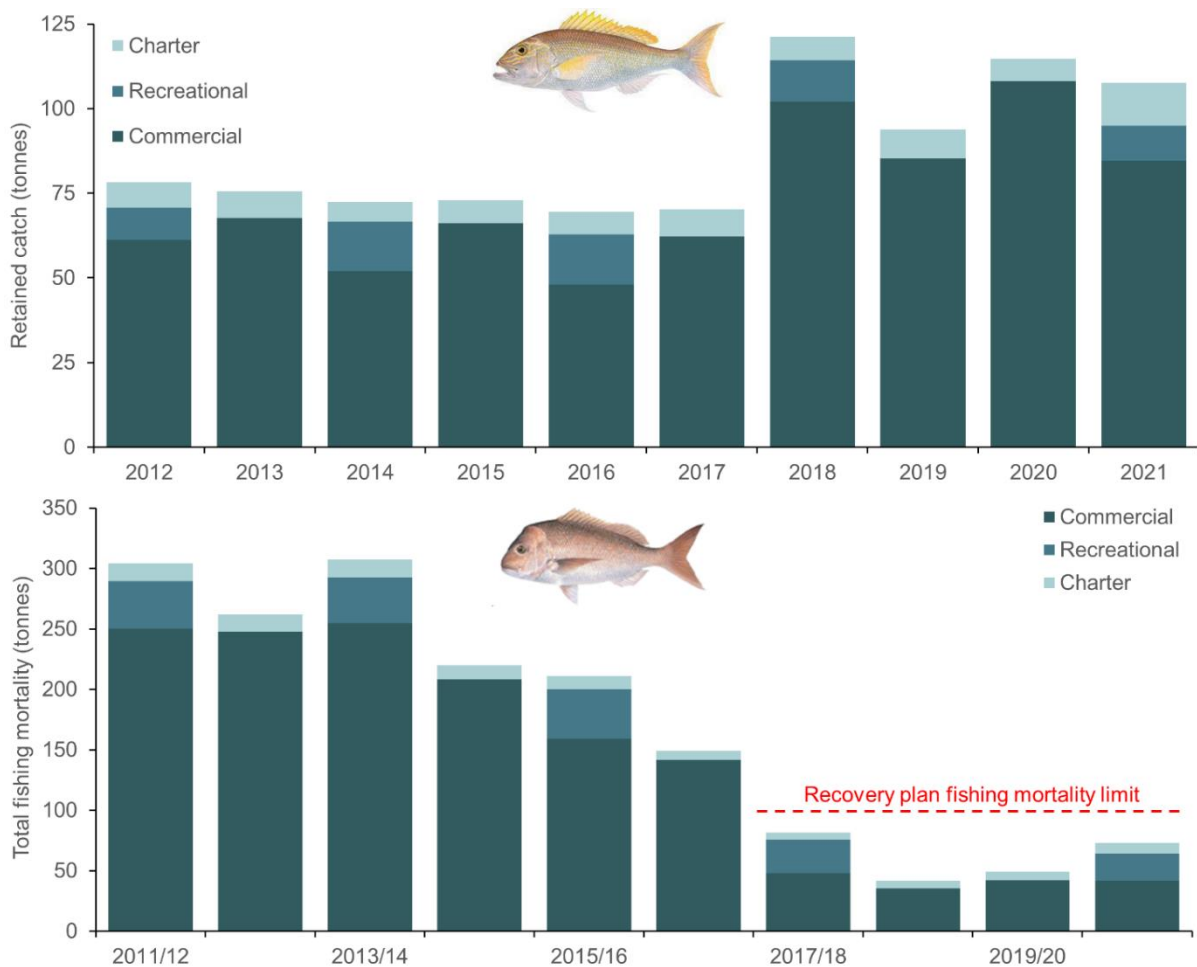 Retained catch (tonnes)
125
100
75
50
25
0
Charter
Recreational
Commercial
2012 2013 2014 2015 2016 2017 2018 2019 2020 2021
Total fishing mortality (tonnes)
350
300
250
200
150
100
50
0
Commercial
Recreational
Charter
Recovery plan fishing mortality limit
2011/12 2013/14 2015/16 2017/18 2019/20